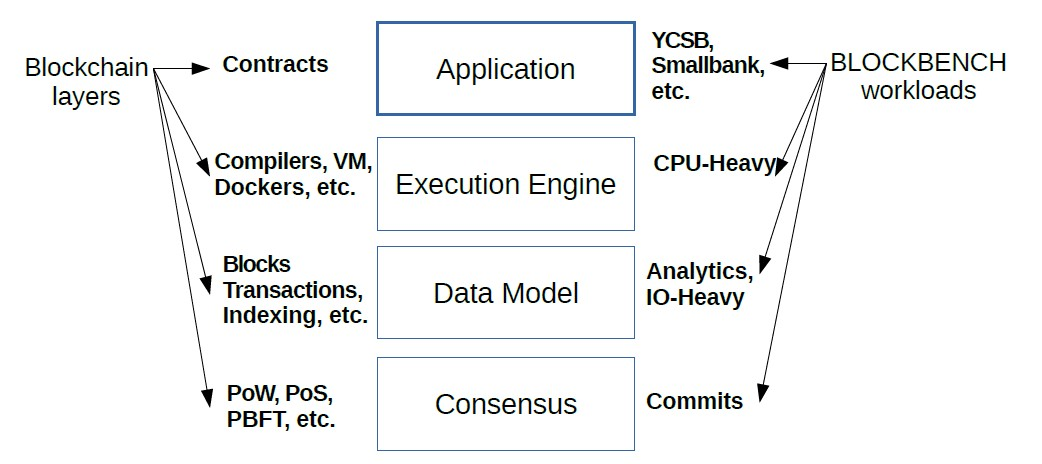 Blockchain
layers
Contracts
Application
YCSB,
Smallbank,
etc.
BLOCKBENCH
workloads
Compilers, VM,
Dockers, etc.
Execution Engine
CPU-Heavy
Blocks
Transactions,
Indexing, etc.
Data Model
Analytics,
IO-Heavy
PoW, PoS,
PBFT, etc.
Consensus
Commits